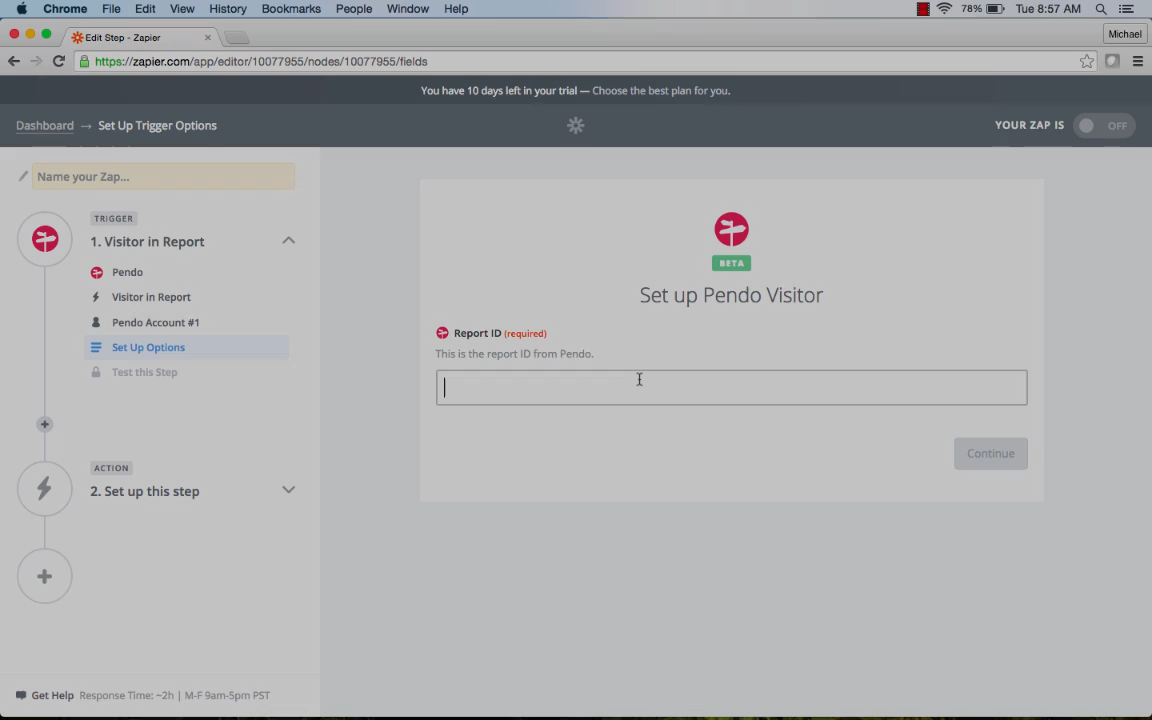 Chrome File Edit View History Bookmarks People Window Help 78% Tue 8:57 AM
Edit Step - Zapier Michael
https://zapier.com/app/editor/10077955/nodes/10077955/fields
You have 10 days left in your trial — Choose the best plan for you.
Dashboard → Set Up Trigger Options YOUR ZAP IS OFF
Name your Zap...
TRIGGER
1. Visitor in Report
Pendo
Visitor in Report
Pendo Account #1
Set Up Options
Test this Step
ACTION
2. Set up this step
Get Help Response Time: ~2h | M-F 9am-5pm PST
BETA
Set up Pendo Visitor
Report ID (required)
This is the report ID from Pendo.
Continue